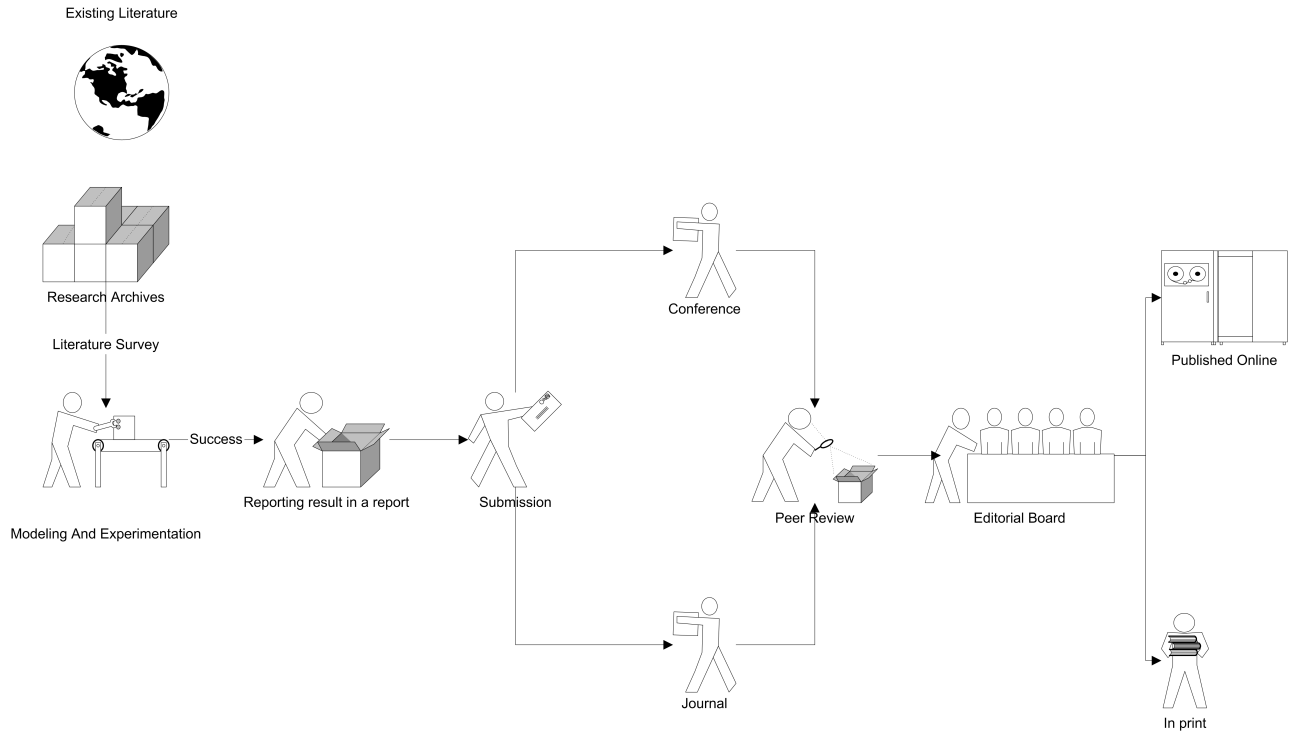 Existing Literature
Research Archives
Literature Survey
Modeling And Experimentation
Success
Reporting result in a report
Submission
Conference
Journal
Peer Review
Editorial Board
Published Online
In print